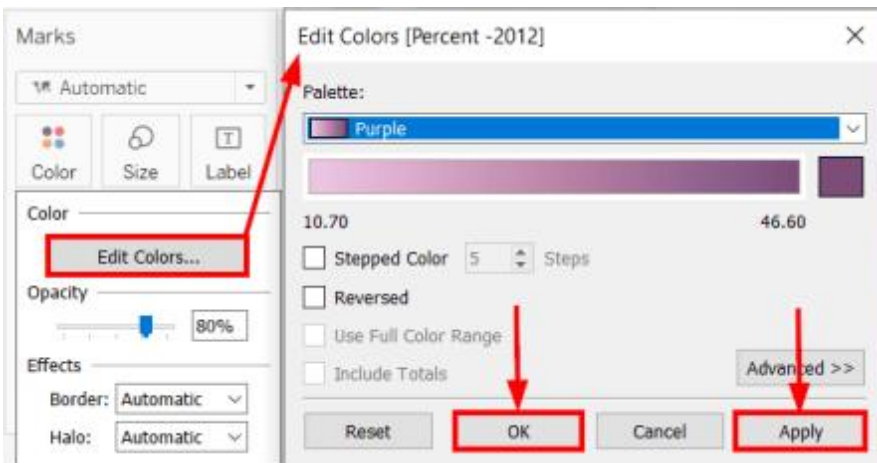 Marks
Automatic
Color Size Label
Color
Edit Colors...
Opacity
80%
Effects
Border: Automatic
Halo: Automatic
Edit Colors [Percent -2012]
Palette:
Purple
10.70 46.60
Stepped Color 5 Steps
Reversed
Use Full Color Range
Include Totals
Advanced >>
Reset OK Cancel Apply